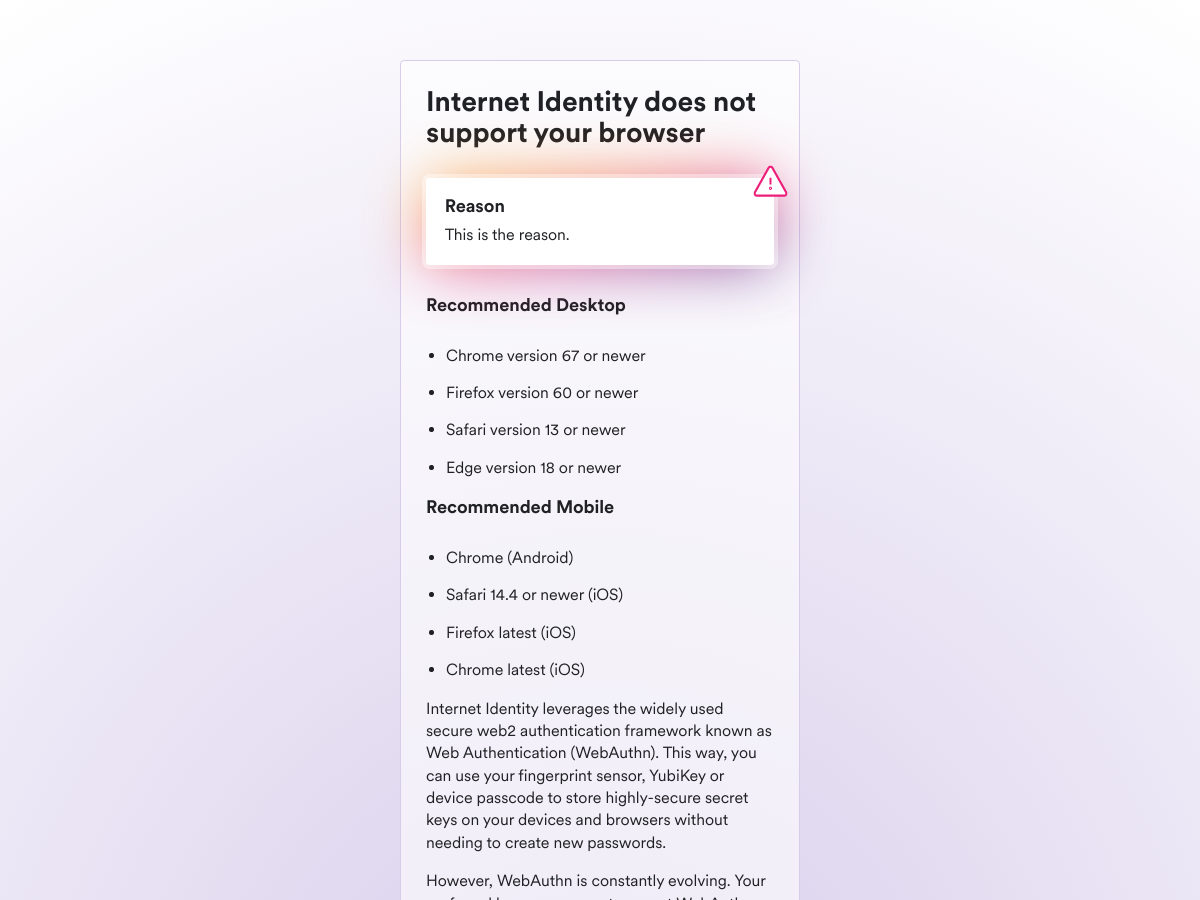 Internet Identity does not
support your browser
Reason
This is the reason.
Recommended Desktop
• Chrome version 67 or newer
• Firefox version 60 or newer
• Safari version 13 or newer
• Edge version 18 or newer
Recommended Mobile
• Chrome (Android)
• Safari 14.4 or newer (iOS)
• Firefox latest (iOS)
• Chrome latest (iOS)
Internet Identity leverages the widely used
secure web2 authentication framework known as
Web Authentication (WebAuthn). This way, you
can use your fingerprint sensor, YubiKey or
device passcode to store highly-secure secret
keys on your devices and browsers without
needing to create new passwords.
However, WebAuthn is constantly evolving. Your